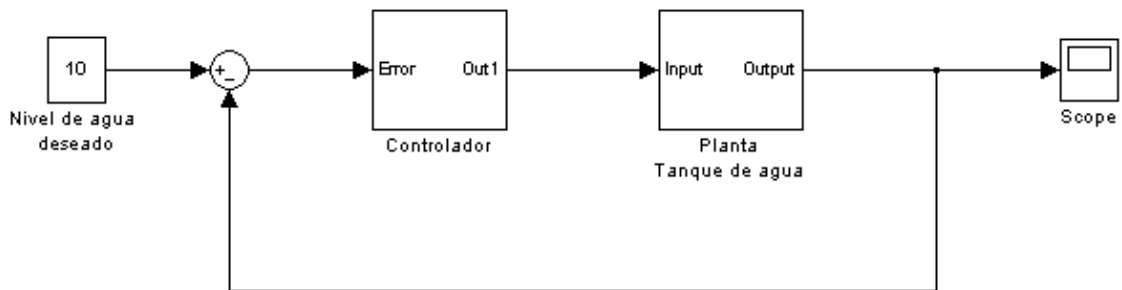 10
+
−
Nivel de agua
deseado
Error
Out1
Controlador
Input
Output
Planta
Tanque de agua
Scope